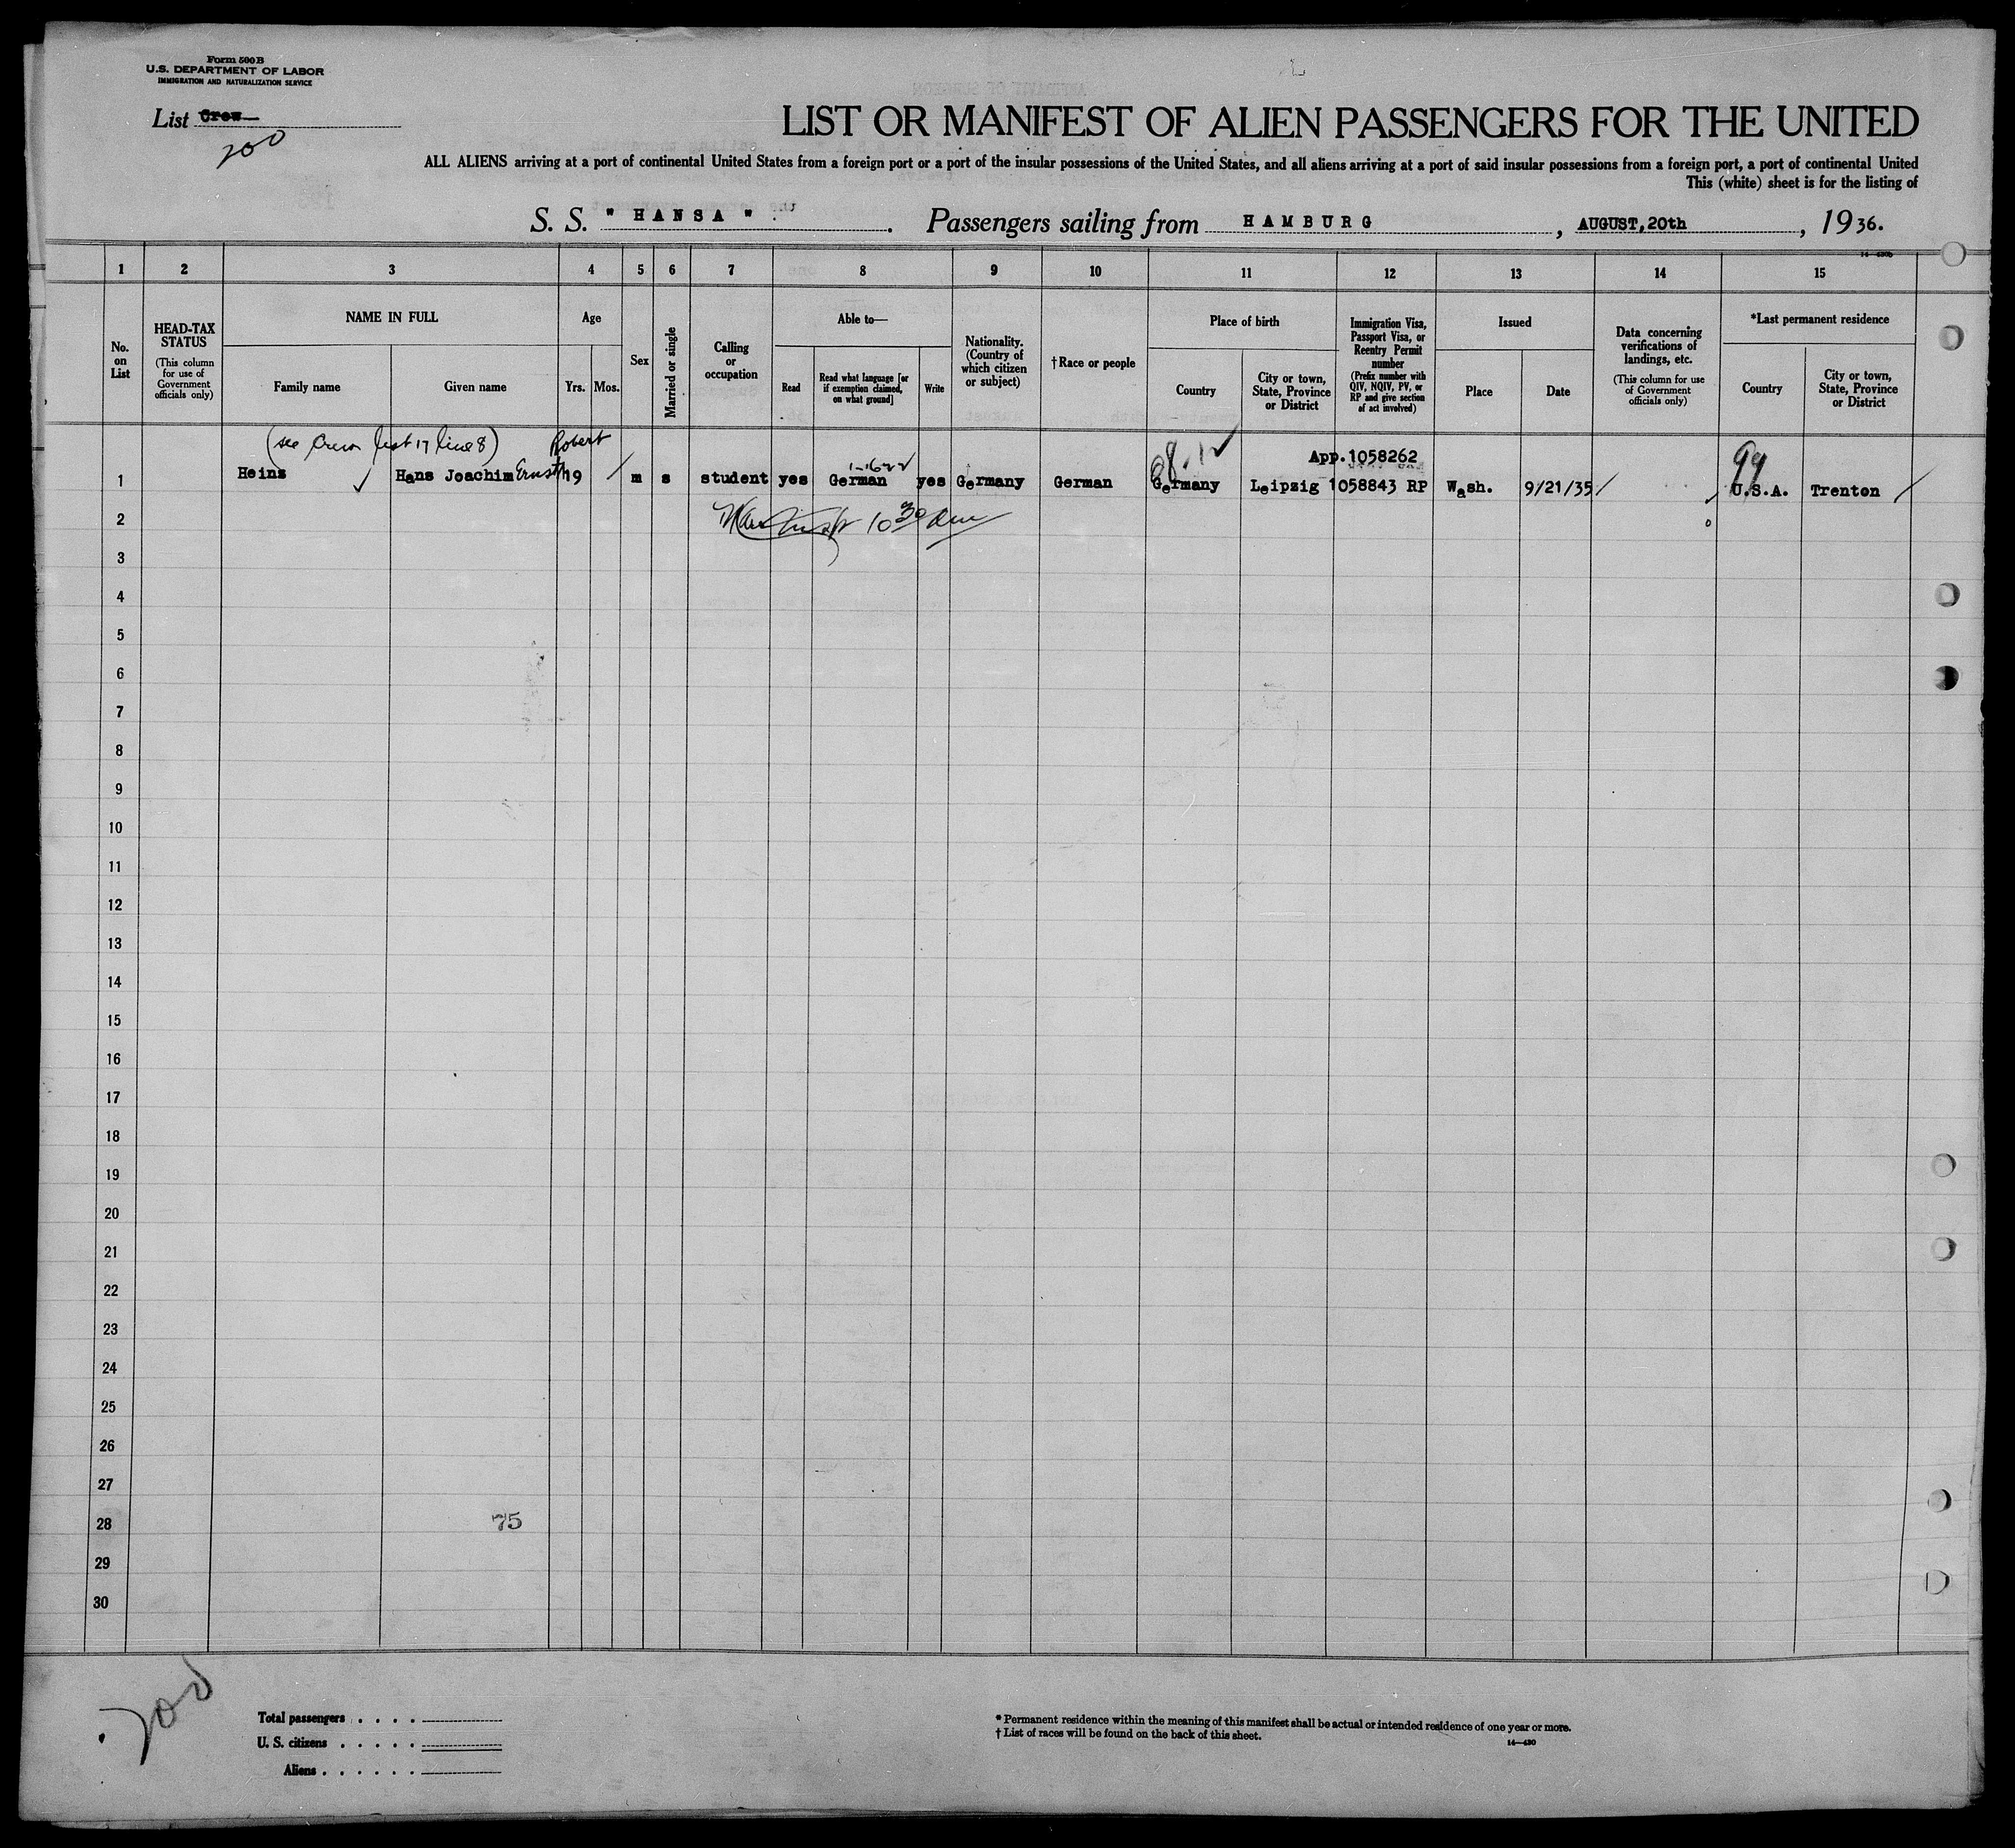 Form 500 B
U.S. DEPARTMENT OF LABOR
IMMIGRATION AND NATURALIZATION SERVICE
List Crew
200
LIST OR MANIFEST OF ALIEN PASSENGERS FOR THE UNITED
ALL ALIENS arriving at a port of continental United States from a foreign port or a port of the insular possessions of the United States, and all aliens arriving at a port of said insular possessions from a foreign port, a port of continental United
This (white) sheet is for the listing of
S. S. " HANSA ". Passengers sailing from HAMBURG, AUGUST, 20th, 1936.
1 2 3 4 5 6 7 8 9 10 11 12 13 14 15
No. on List
HEAD-TAX STATUS
(This column for use of Government officials only)
NAME IN FULL
Family name
Given name
Age
Yrs. Mos.
Sex
Married or single
Calling or occupation
Able to—
Read
Read what language [or if exemption claimed, on what ground]
Write
Nationality. (Country of which citizen or subject)
†Race or people
Place of birth
Country
City or town, State, Province or District
Immigration Visa, Passport Visa, or Reentry Permit number
(Prefix number with QIV, NQIV, PV, or RP and give section of act involved)
Issued
Place
Date
Data concerning verifications of landings, etc.
(This column for use of Government officials only)
*Last permanent residence
Country
City or town, State, Province or District
(see Crew list 17 line 8) Robert
App.1058262
99
1 Heins Hans Joachim Ernst 19 m s student yes German yes Germany German Germany Leipzig 1058843 RP Wash. 9/21/35 U.S.A. Trenton
2
10 30 am
3
4
5
6
7
8
9
10
11
12
13
14
15
16
17
18
19
20
21
22
23
24
25
26
27
28 75
29
30
200
Total passengers . . . .
U. S. citizens . . . . .
Aliens . . . . . .
* Permanent residence within the meaning of this manifest shall be actual or intended residence of one year or more.
† List of races will be found on the back of this sheet.
14—430